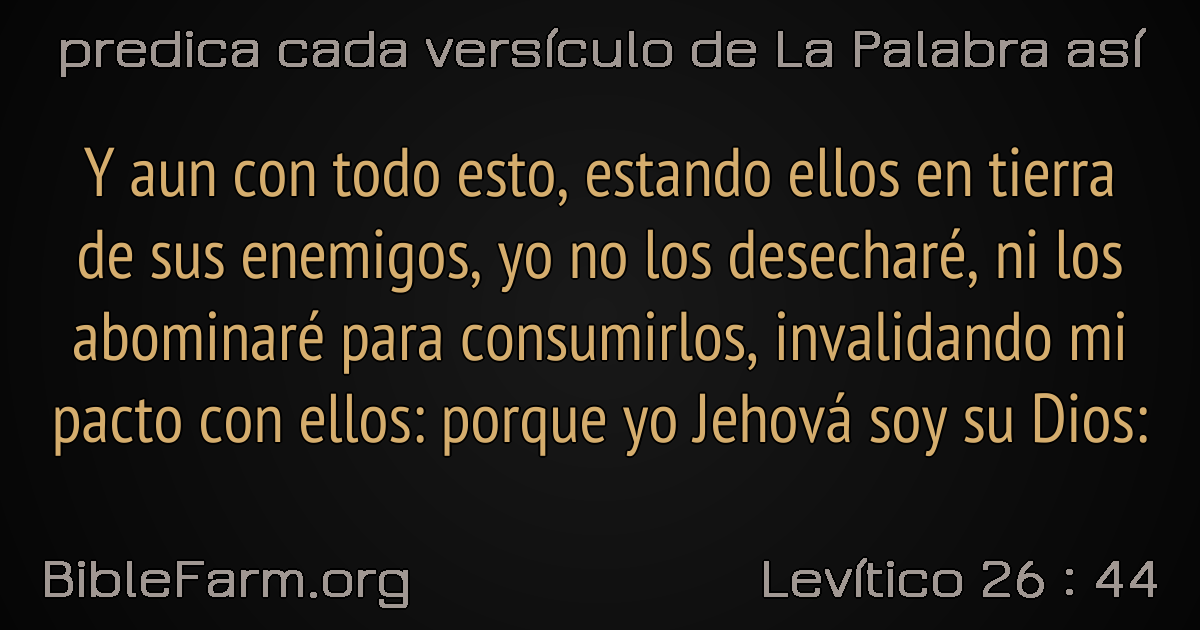 predica cada versículo de La Palabra así
Y aun con todo esto, estando ellos en tierra
de sus enemigos, yo no los desecharé, ni los
abominaré para consumirlos, invalidando mi
pacto con ellos: porque yo Jehová soy su Dios:
BibleFarm.org
Levítico 26 : 44